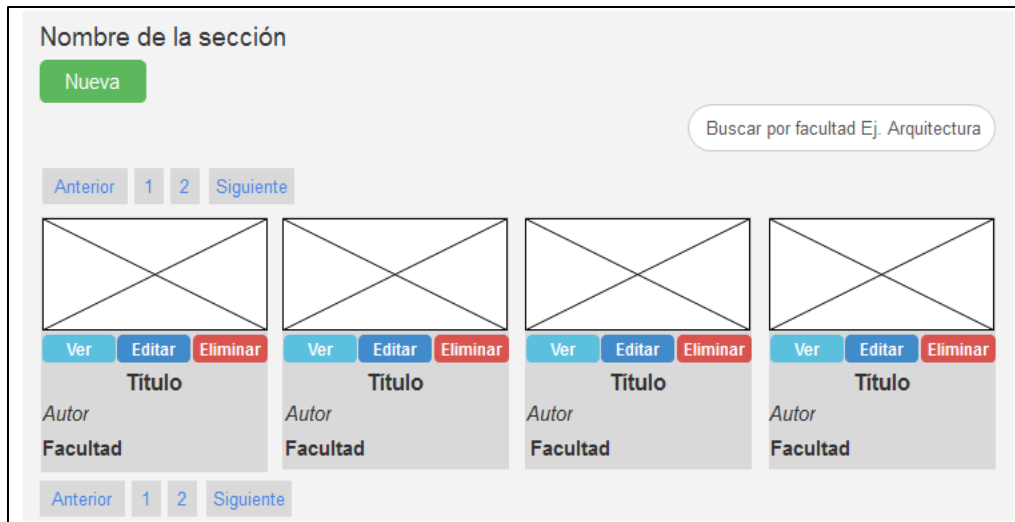 Nombre de la sección
Nueva
Buscar por facultad Ej. Arquitectura
Anterior 1 2 Siguiente
Ver Editar Eliminar Ver Editar Eliminar Ver Editar Eliminar Ver Editar Eliminar
Título Título Título Título
Autor Autor Autor Autor
Facultad Facultad Facultad Facultad
Anterior 1 2 Siguiente